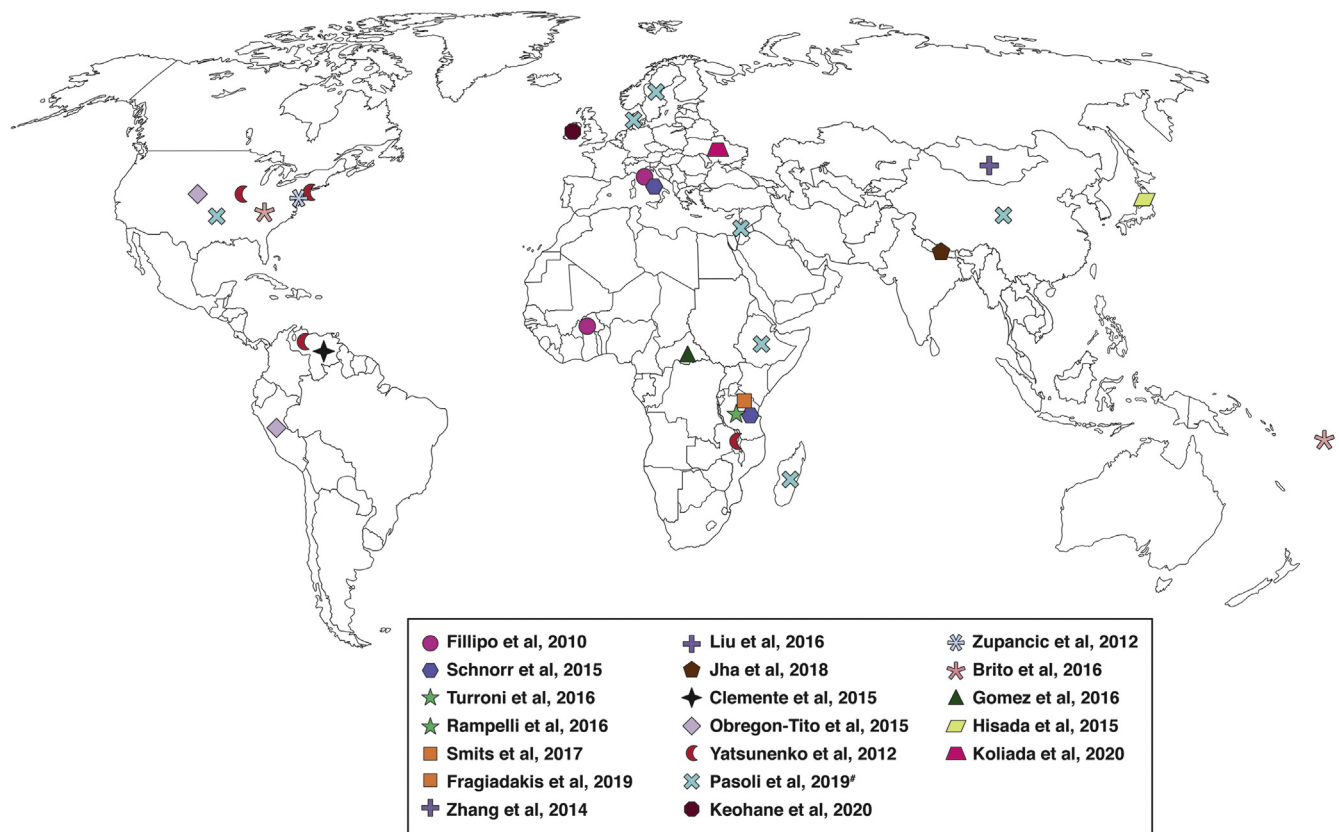 Fillipo et al, 2010
Schnorr et al, 2015
Turroni et al, 2016
Rampelli et al, 2016
Smits et al, 2017
Fragiadakis et al, 2019
Zhang et al, 2014
Liu et al, 2016
Jha et al, 2018
Clemente et al, 2015
Obregon-Tito et al, 2015
Yatsunenko et al, 2012
Pasoli et al, 2019#
Keohane et al, 2020
Zupancic et al, 2012
Brito et al, 2016
Gomez et al, 2016
Hisada et al, 2015
Koliada et al, 2020